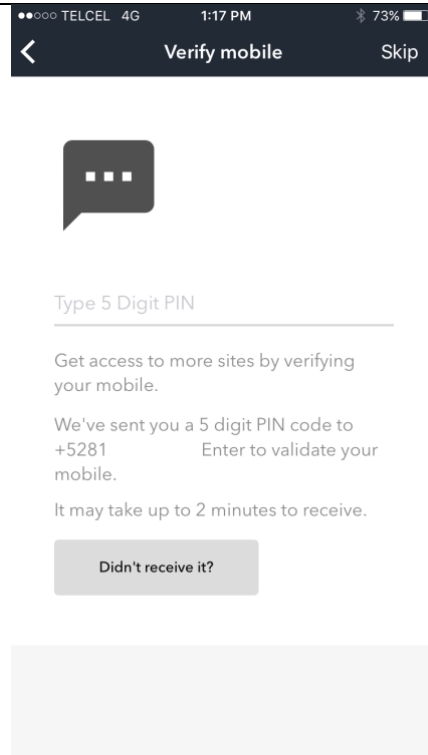 TELCEL 4G 1:17 PM 73%
Verify mobile Skip
Type 5 Digit PIN
Get access to more sites by verifying
your mobile.
We've sent you a 5 digit PIN code to
+5281 Enter to validate your
mobile.
It may take up to 2 minutes to receive.
Didn't receive it?